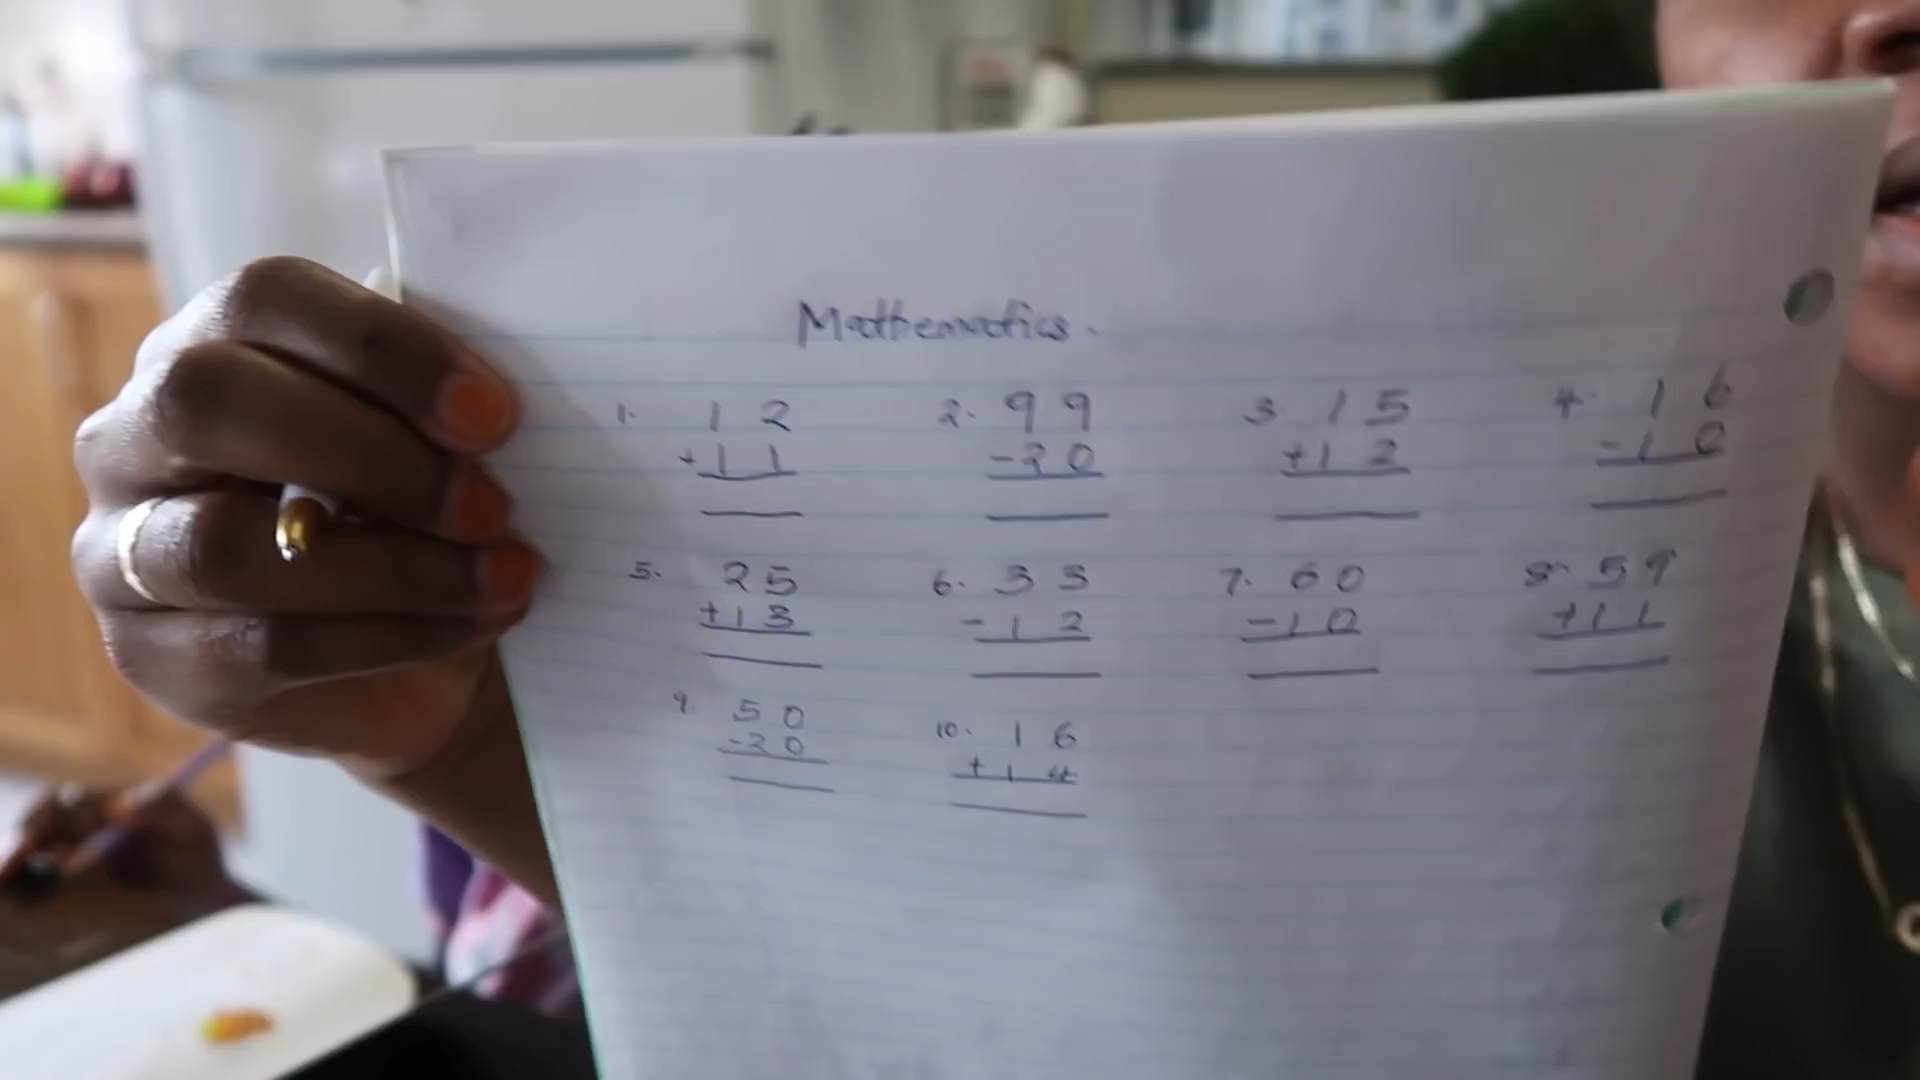 Mathematics.
1. 12 2. 99 3. 15 4. 16
+11 -20 +12 -10
5. 25 6. 33 7. 60 8. 59
+13 -12 -10 +11
9. 50 10. 16
-20 +14